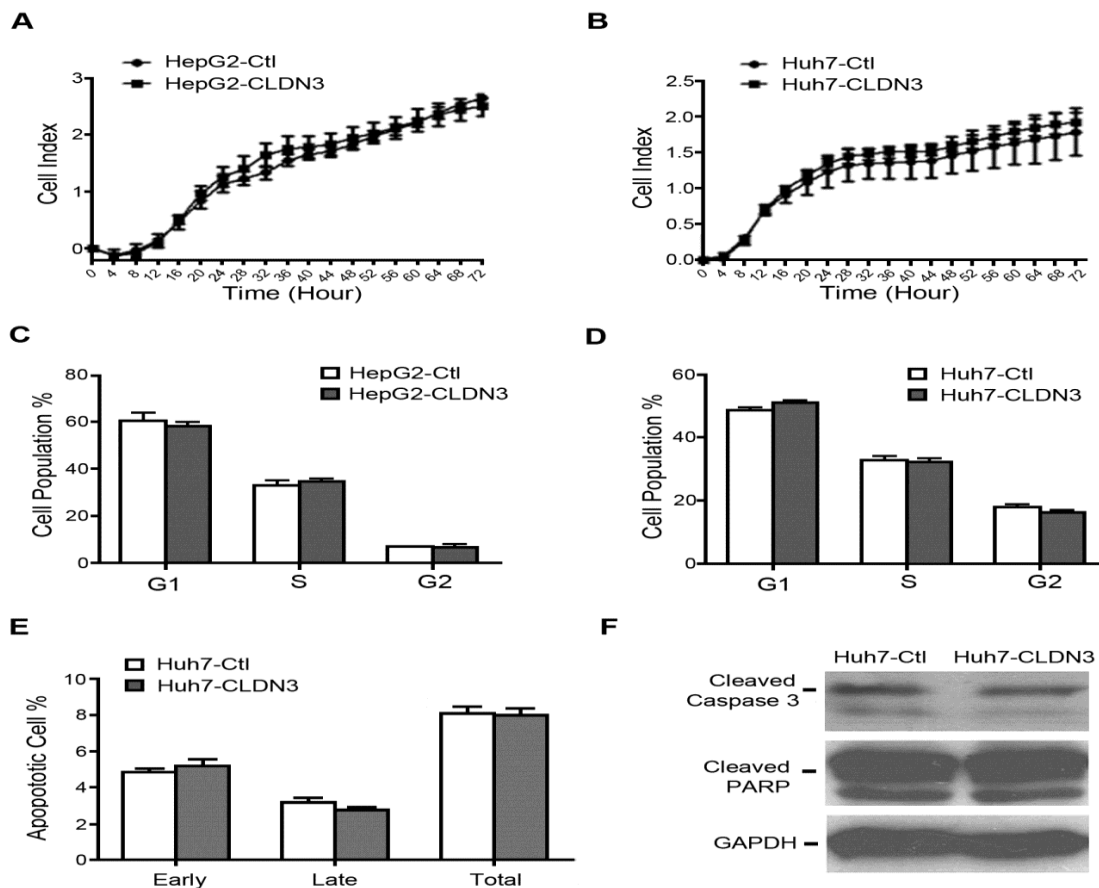 A
HepG2-Ctl
HepG2-CLDN3
Cell Index
3
2
1
0
0 4 8 12 16 20 24 28 32 36 40 44 48 52 56 60 64 68 72
Time (Hour)
B
Huh7-Ctl
Huh7-CLDN3
Cell Index
2.5
2.0
1.5
1.0
0.5
0.0
0 4 8 12 16 20 24 28 32 36 40 44 48 52 56 60 64 68 72
Time (Hour)
C
HepG2-Ctl
HepG2-CLDN3
Cell Population %
80
60
40
20
0
G1 S G2
D
Huh7-Ctl
Huh7-CLDN3
Cell Population %
60
40
20
0
G1 S G2
E
Huh7-Ctl
Huh7-CLDN3
Appoptotic Cell %
10
8
6
4
2
0
Early Late Total
F
Huh7-Ctl Huh7-CLDN3
Cleaved
Caspase 3
Cleaved
PARP
GAPDH